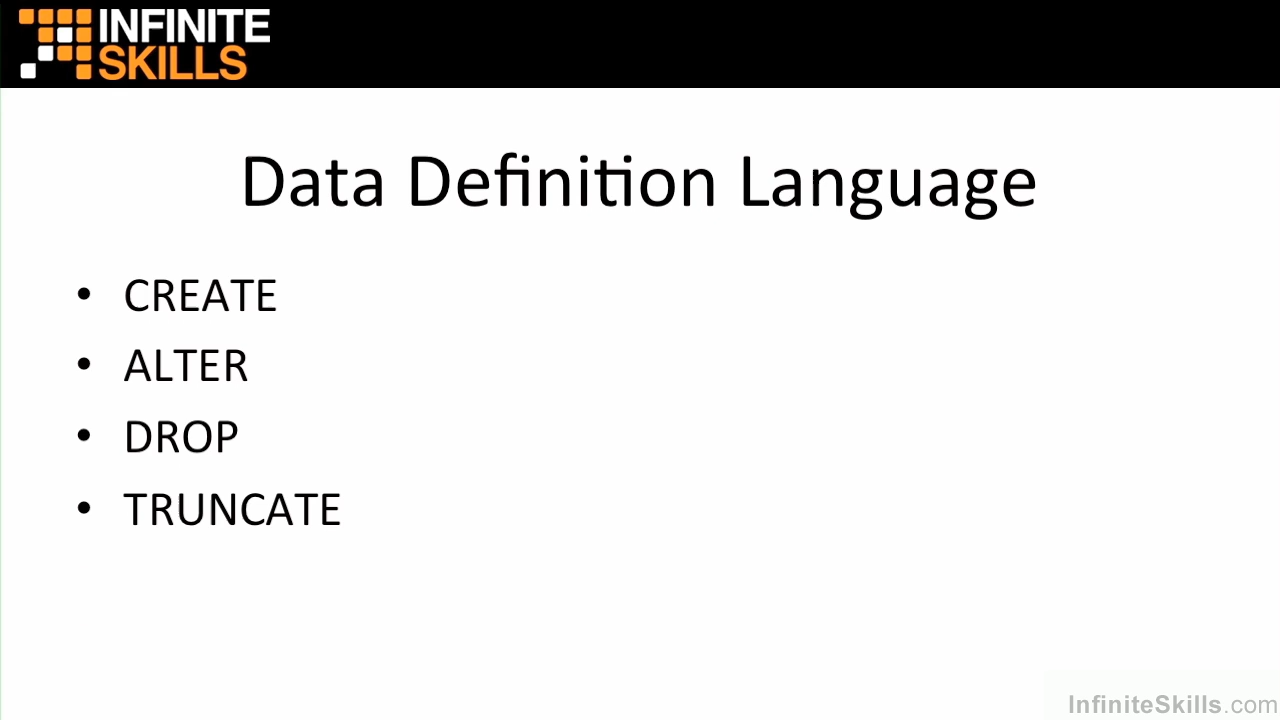 INFINITE
SKILLS
Data Definition Language
• CREATE
• ALTER
• DROP
• TRUNCATE
InfiniteSkills.com